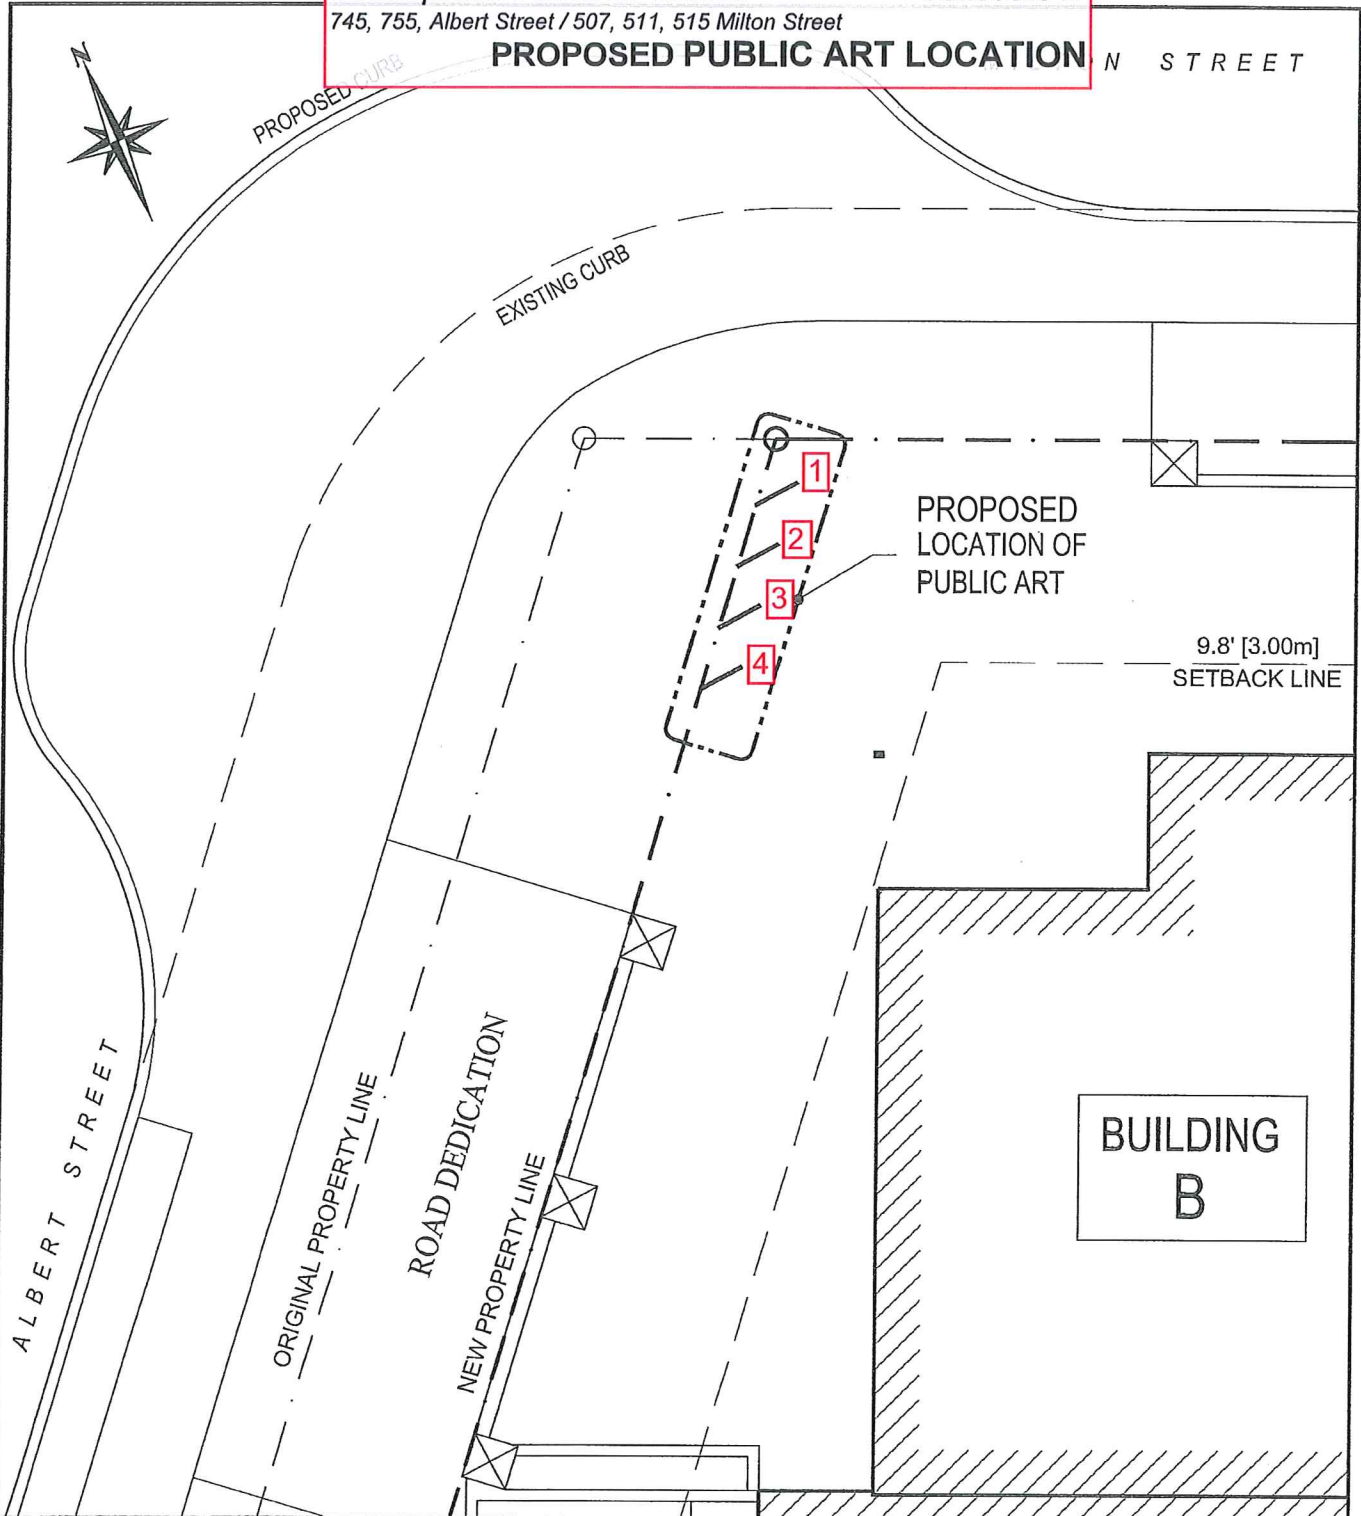 745, 755, Albert Street / 507, 511, 515 Milton Street
PROPOSED PUBLIC ART LOCATION
N STREET
N
PROPOSED CURB
EXISTING CURB
1
2
3
4
PROPOSED
LOCATION OF
PUBLIC ART
9.8' [3.00m]
SETBACK LINE
ALBERT STREET
ORIGINAL PROPERTY LINE
ROAD DEDICATION
NEW PROPERTY LINE
BUILDING
B